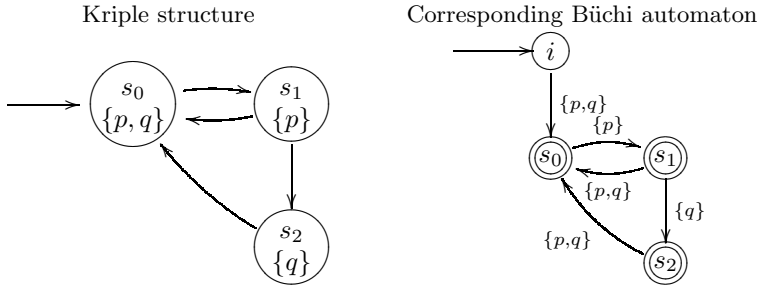 Kriple structure
s₀
{p, q}
s₁
{p}
s₂
{q}
Corresponding Büchi automaton
i
{p,q}
{p}
s₀
s₁
{p,q}
{q}
{p,q}
s₂